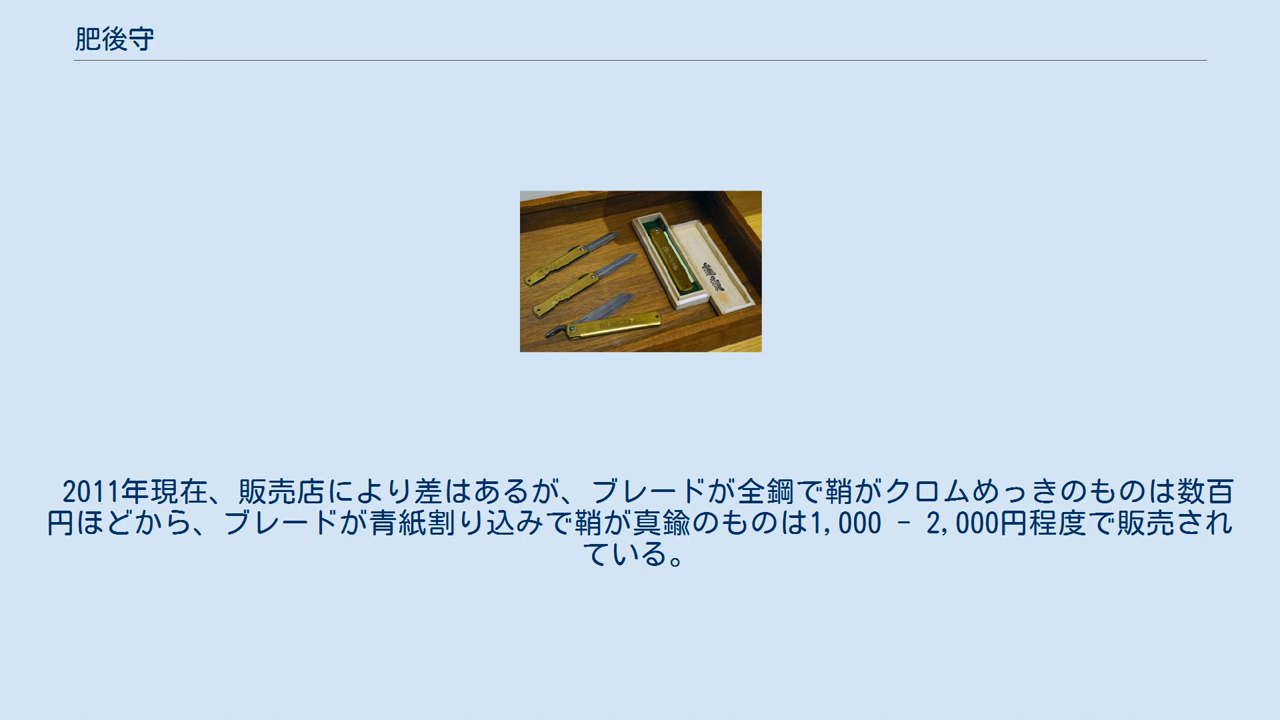 肥後守
2011年現在、販売店により差はあるが、ブレードが全鋼で鞘がクロムめっきのものは数百
円ほどから、ブレードが青紙割り込みで鞘が真鍮のものは1,000 - 2,000円程度で販売され
ている。